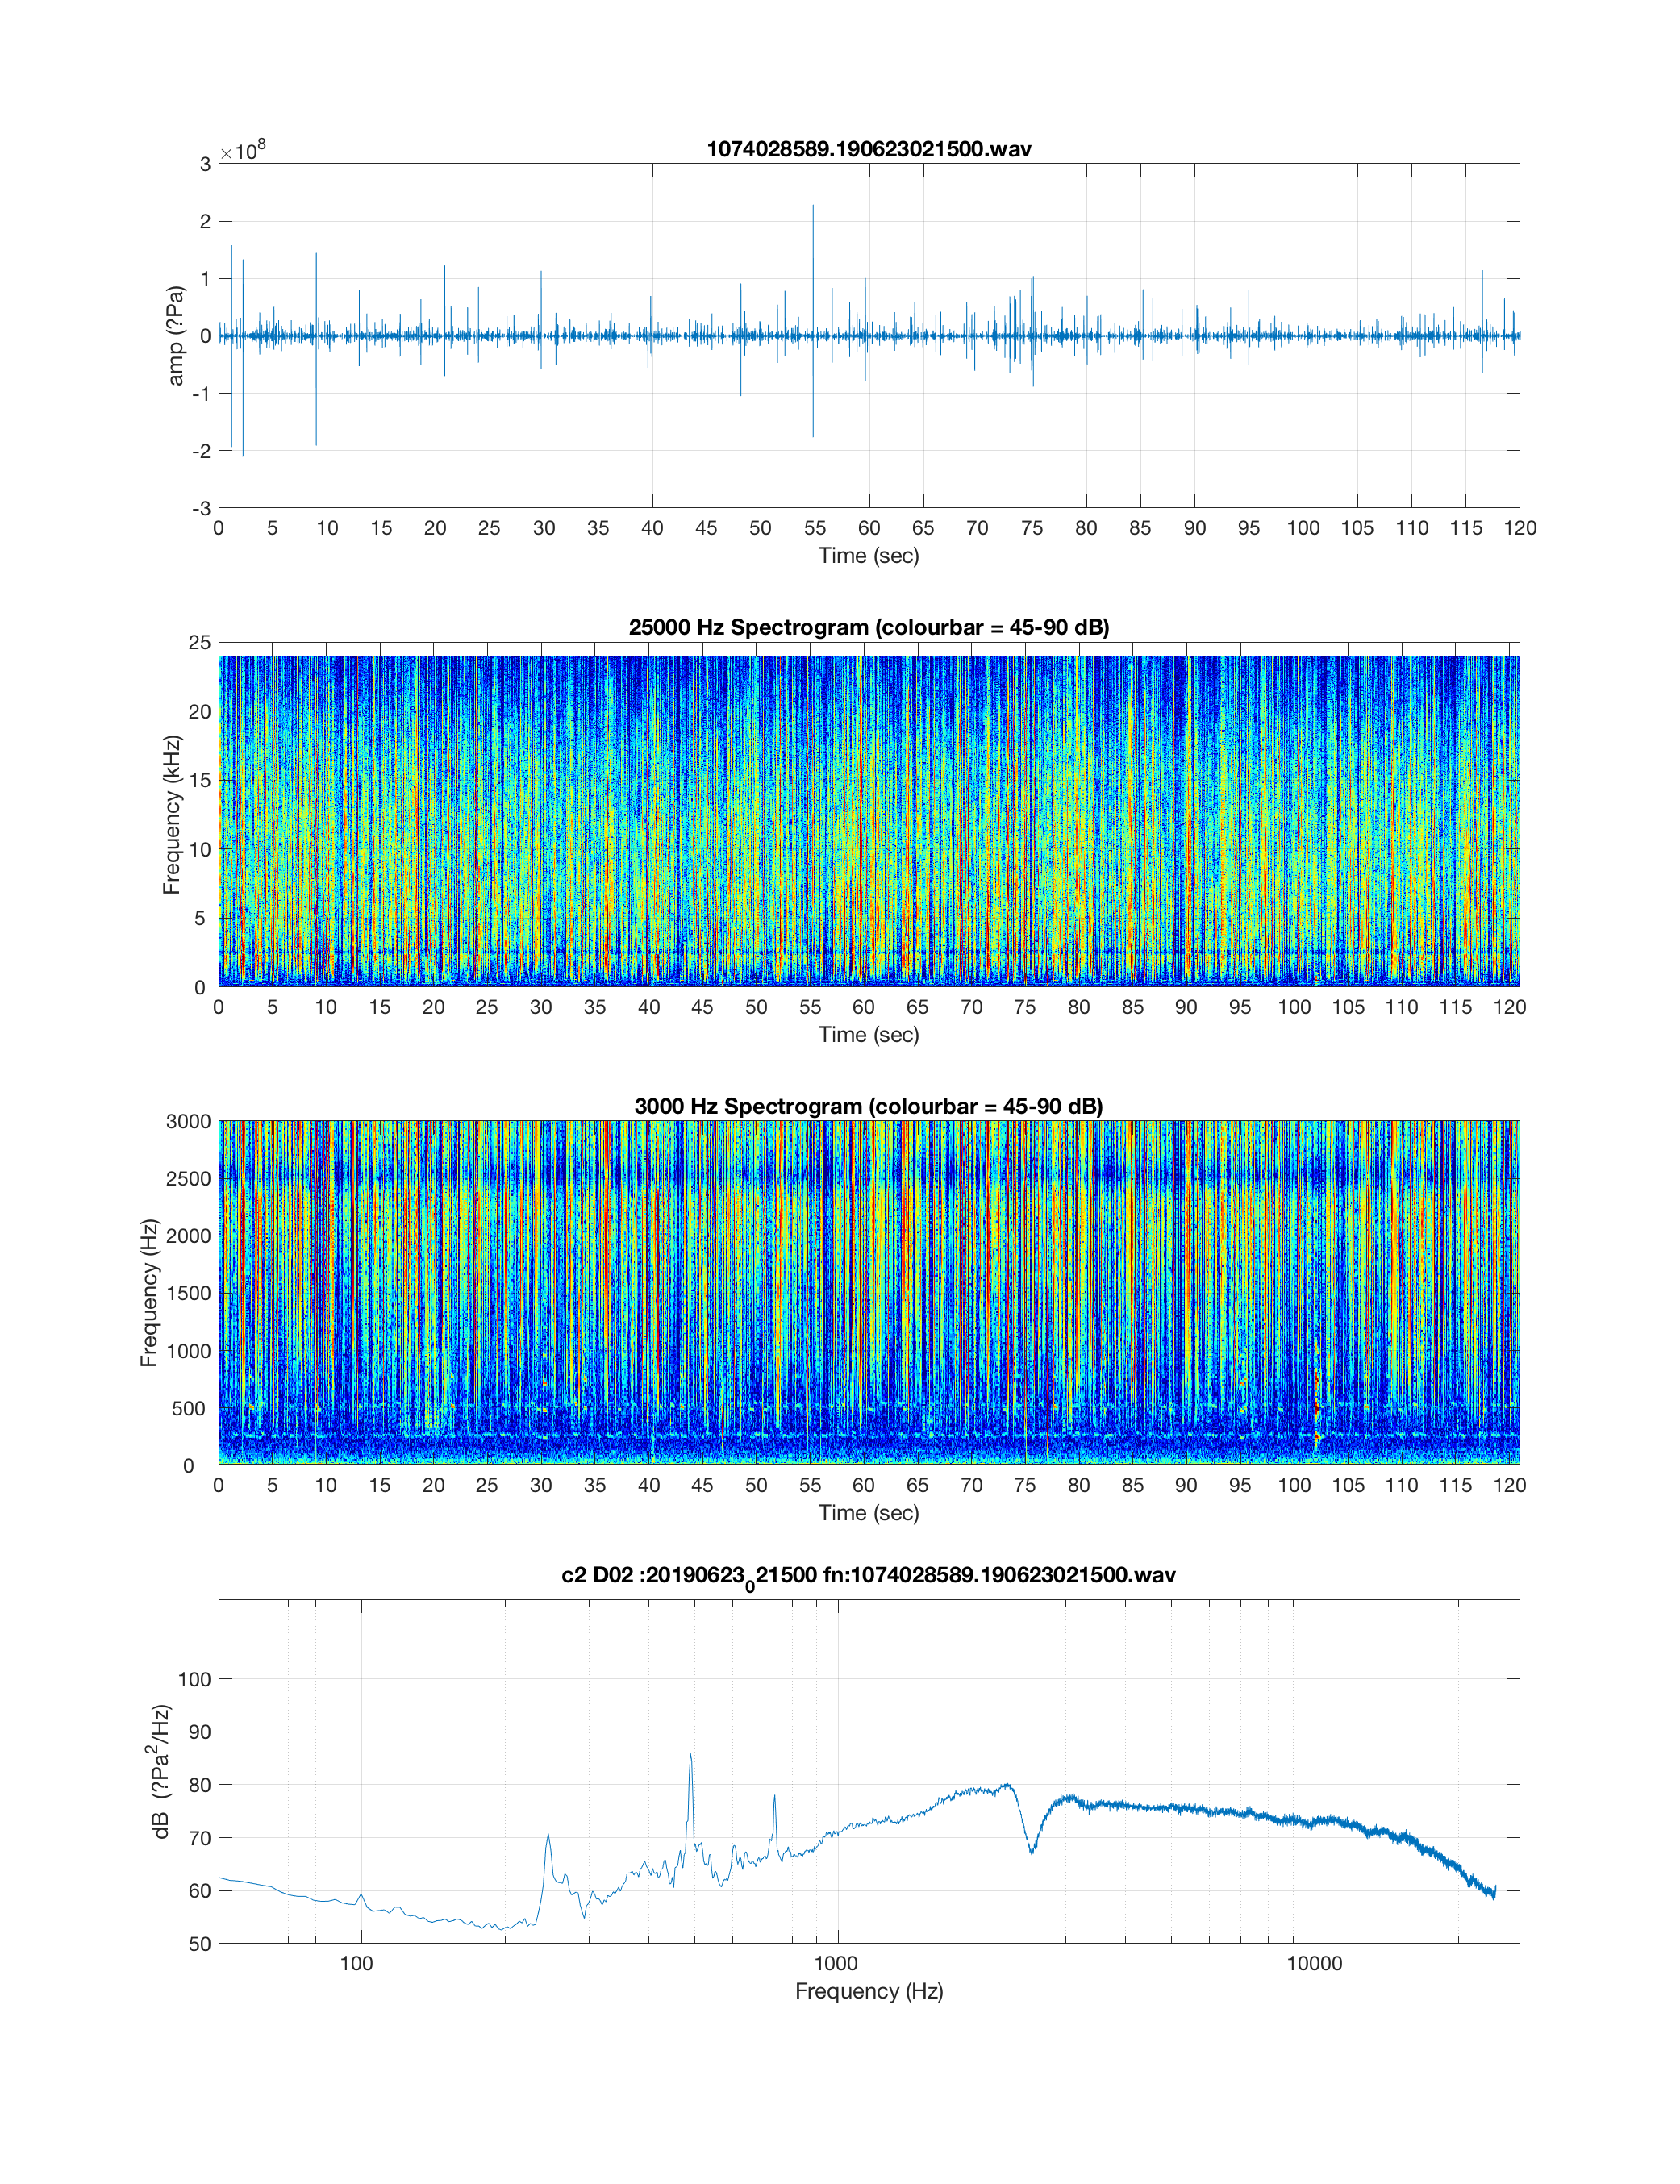 1074028589.190623021500.wav
×10^8
3
2
1
0
-1
-2
-3
amp (?Pa)
0 5 10 15 20 25 30 35 40 45 50 55 60 65 70 75 80 85 90 95 100 105 110 115 120
Time (sec)
25000 Hz Spectrogram (colourbar = 45-90 dB)
25
20
15
10
5
0
Frequency (kHz)
0 5 10 15 20 25 30 35 40 45 50 55 60 65 70 75 80 85 90 95 100 105 110 115 120
Time (sec)
3000 Hz Spectrogram (colourbar = 45-90 dB)
3000
2500
2000
1500
1000
500
0
Frequency (Hz)
0 5 10 15 20 25 30 35 40 45 50 55 60 65 70 75 80 85 90 95 100 105 110 115 120
Time (sec)
c2 D02 :20190623_021500 fn:1074028589.190623021500.wav
100
90
80
70
60
50
dB (?Pa^2/Hz)
100 1000 10000
Frequency (Hz)